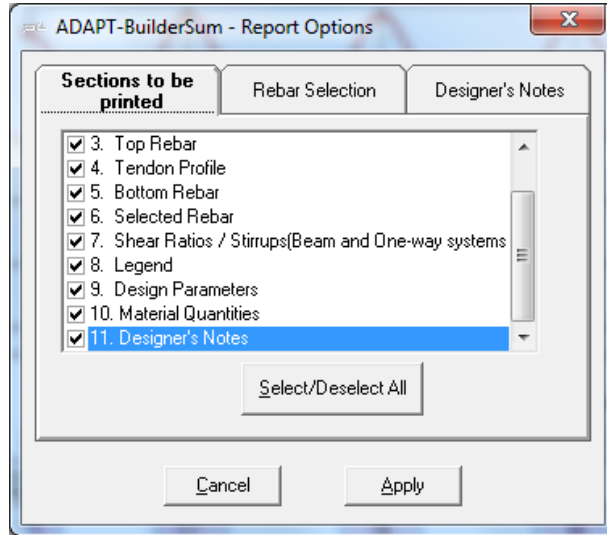 ADAPT-BuilderSum - Report Options
Sections to be
printed
Rebar Selection
Designer's Notes
3. Top Rebar
4. Tendon Profile
5. Bottom Rebar
6. Selected Rebar
7. Shear Ratios / Stirrups(Beam and One-way systems
8. Legend
9. Design Parameters
10. Material Quantities
11. Designer's Notes
Select/Deselect All
Cancel
Apply